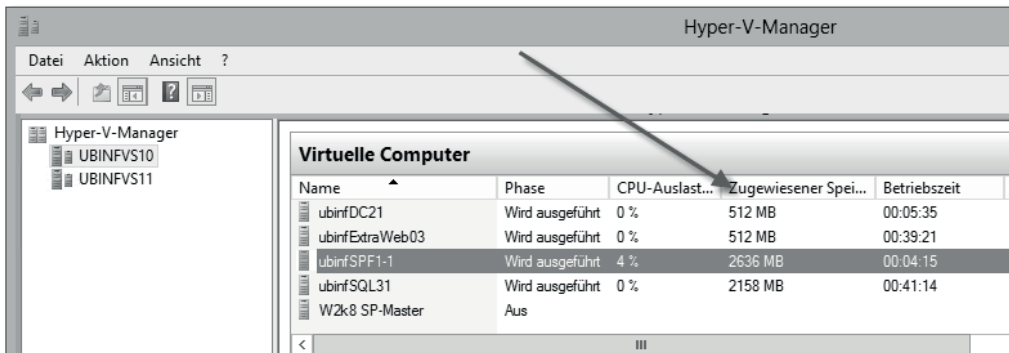 Hyper-V-Manager
Datei Aktion Ansicht ?
Hyper-V-Manager
UBINFVS10
UBINFVS11
Virtuelle Computer
Name Phase CPU-Auslast... Zugewiesener Spei... Betriebszeit
ubinfDC21 Wird ausgeführt 0 % 512 MB 00:05:35
ubinfExtraWeb03 Wird ausgeführt 0 % 512 MB 00:39:21
ubinfSPF1-1 Wird ausgeführt 4 % 2636 MB 00:04:15
ubinfSQL31 Wird ausgeführt 0 % 2158 MB 00:41:14
W2k8 SP-Master Aus